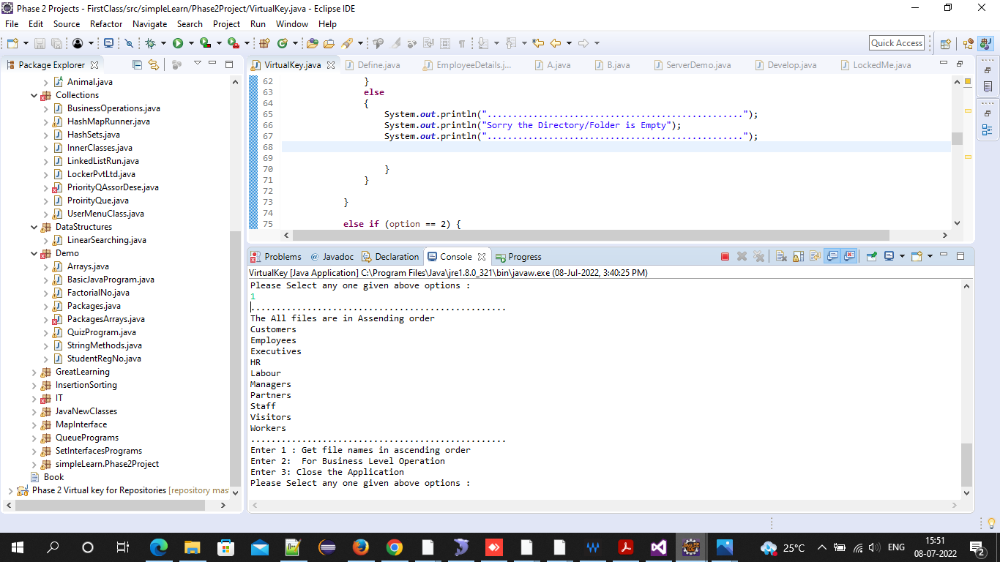 Phase 2 Projects - FirstClass/src/simpleLearn/Phase2Project/VirtualKey.java - Eclipse IDE
File Edit Source Refactor Navigate Search Project Run Window Help
Quick Access
Package Explorer
Animal.java
Collections
BusinessOperations.java
HashMapRunner.java
HashSets.java
InnerClasses.java
LinkedListRun.java
LockerPvtLtd.java
PriorityQAssorDese.java
ProirityQue.java
UserMenuClass.java
DataStructures
LinearSearching.java
Demo
Arrays.java
BasicJavaProgram.java
FactorialNo.java
Packages.java
PackagesArrays.java
QuizProgram.java
StringMethods.java
StudentRegNo.java
GreatLearning
InsertionSorting
IT
JavaNewClasses
MapInterface
QueuePrograms
SetInterfacesPrograms
simpleLearn.Phase2Project
Book
Phase 2 Virtual key for Repositories [repository mas
VirtualKey.java Define.java EmployeeDetails.j... A.java B.java ServerDemo.java Develop.java LockedMe.java
62 }
63 else
64 {
65 System.out.println("..................................................");
66 System.out.println("Sorry the Directory/Folder is Empty");
67 System.out.println("..................................................");
68
69
70 }
71 }
72
73 }
74
75 else if (option == 2) {
Problems @ Javadoc Declaration Console Progress
VirtualKey [Java Application] C:\Program Files\Java\jre1.8.0_321\bin\javaw.exe (08-Jul-2022, 3:40:25 PM)
Please Select any one given above options :
1
..................................................
The All files are in Assending order
Customers
Employees
Executives
HR
Labour
Managers
Partners
Staff
Visitors
Workers
..................................................
Enter 1 : Get file names in ascending order
Enter 2:  For Business Level Operation
Enter 3: Close the Application
Please Select any one given above options :
25°C ENG 15:51
08-07-2022 2